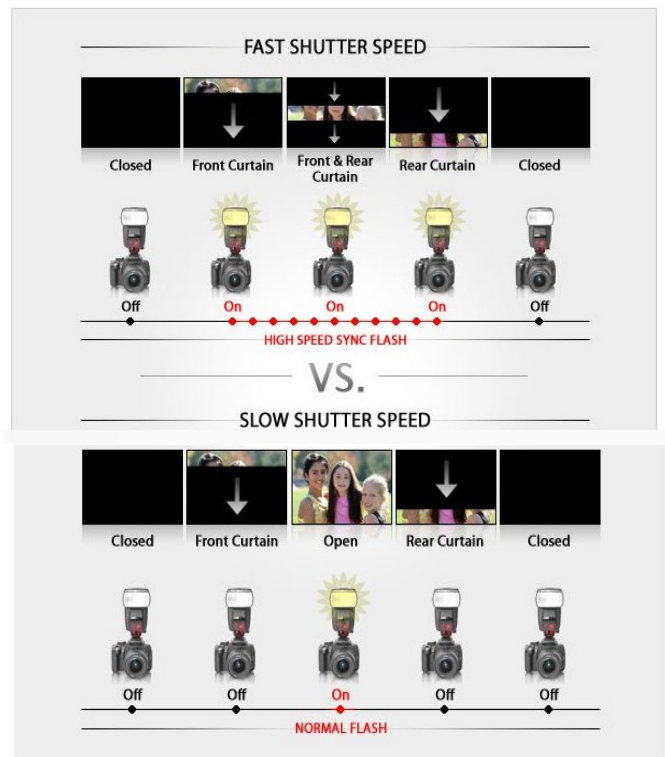 FAST SHUTTER SPEED
Closed
Front Curtain
Front & Rear
Curtain
Rear Curtain
Closed
Off
On
On
On
Off
HIGH SPEED SYNC FLASH
VS.
SLOW SHUTTER SPEED
Closed
Front Curtain
Open
Rear Curtain
Closed
Off
Off
On
Off
Off
NORMAL FLASH